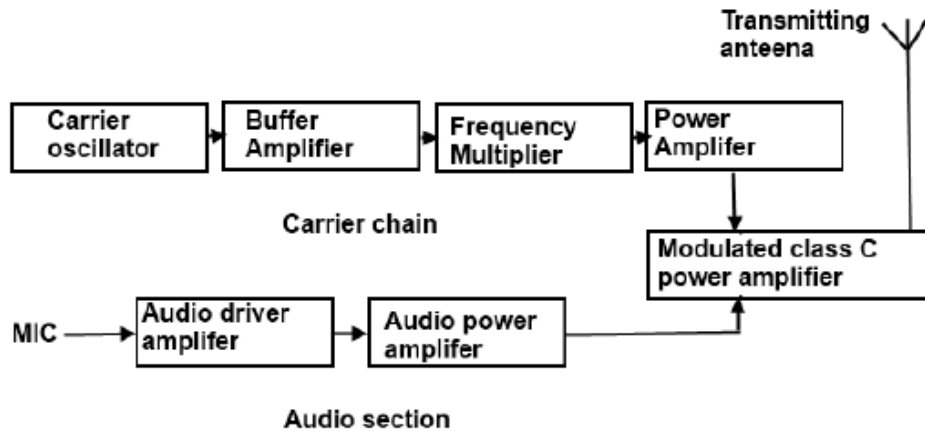 Transmitting
anteena
Carrier
oscillator
Buffer
Amplifier
Frequency
Multiplier
Power
Amplifer
Carrier chain
Modulated class C
power amplifier
MIC
Audio driver
amplifer
Audio power
amplifer
Audio section